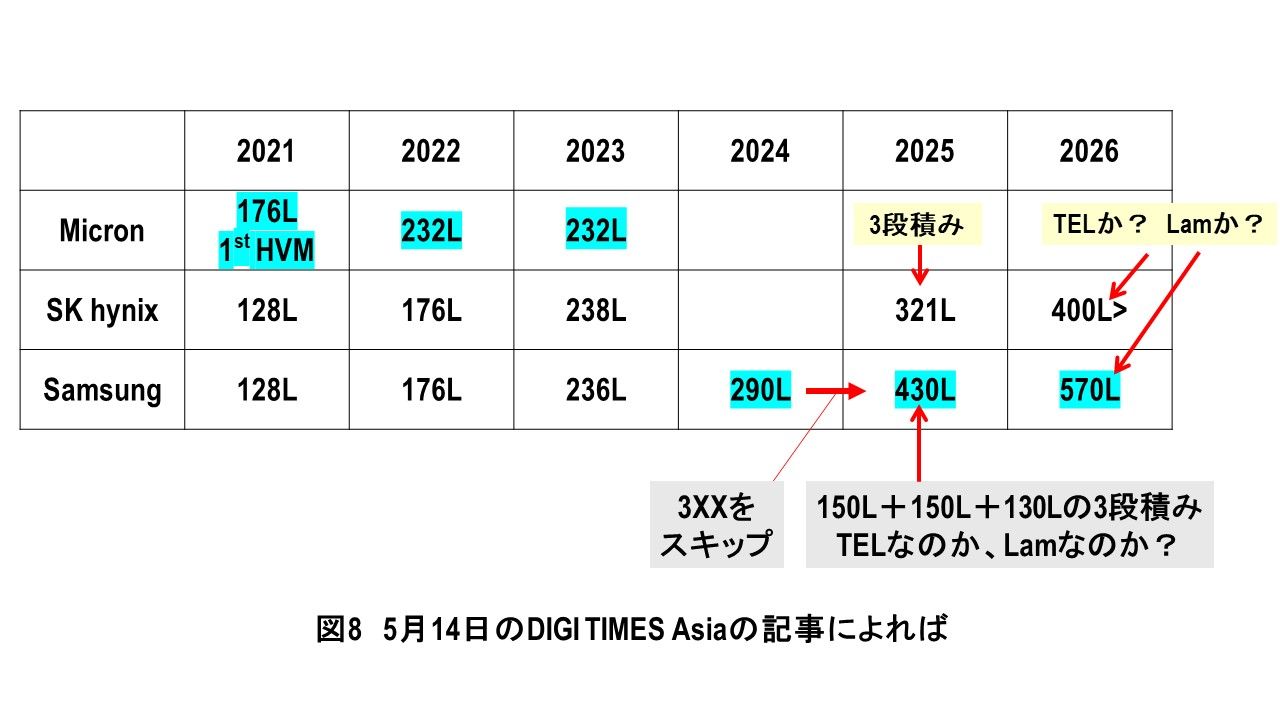 2021 2022 2023 2024 2025 2026
Micron 176L 1st HVM 232L 232L
3段積み TELか？ Lamか？
SK hynix 128L 176L 238L 321L 400L>
Samsung 128L 176L 236L 290L 430L 570L
3XXを
スキップ
150L＋150L＋130Lの3段積み
TELなのか、Lamなのか？
図8 5月14日のDIGI TIMES Asiaの記事によれば